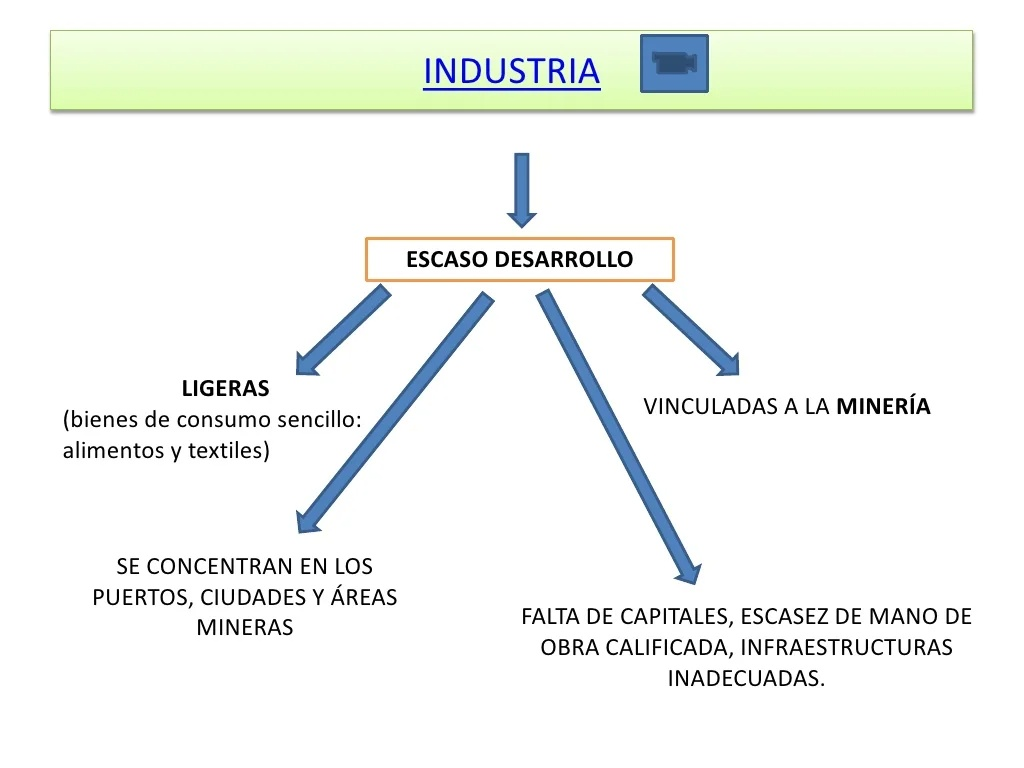 INDUSTRIA
ESCASO DESARROLLO
LIGERAS
(bienes de consumo sencillo:
alimentos y textiles)
VINCULADAS A LA MINERÍA
SE CONCENTRAN EN LOS
PUERTOS, CIUDADES Y ÁREAS
MINERAS
FALTA DE CAPITALES, ESCASEZ DE MANO DE
OBRA CALIFICADA, INFRAESTRUCTURAS
INADECUADAS.